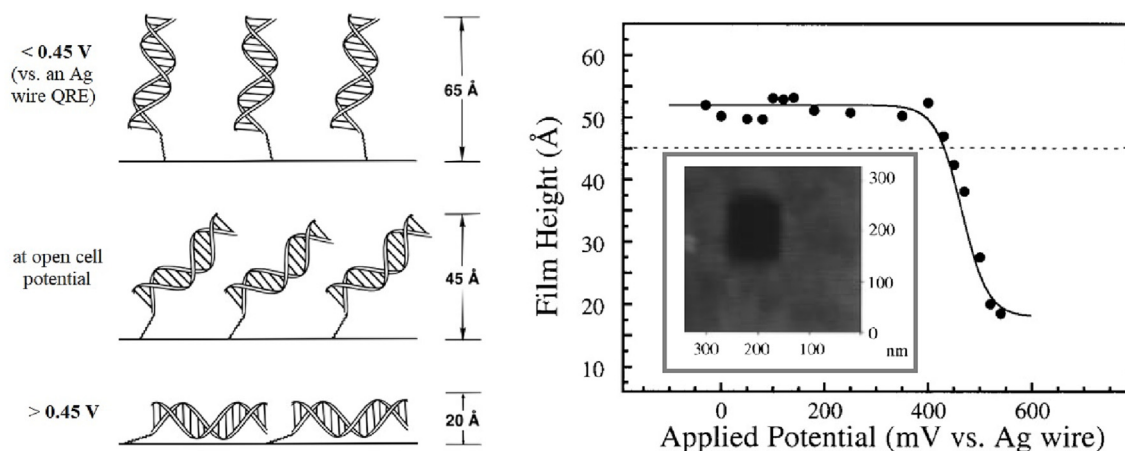 < 0.45 V
(vs. an Ag
wire QRE)
65 Å
at open cell
potential
45 Å
> 0.45 V
20 Å
Film Height (Å)
60
50
40
30
20
10
0
200
400
600
Applied Potential (mV vs. Ag wire)
300
200
100
0
300
200
100
nm